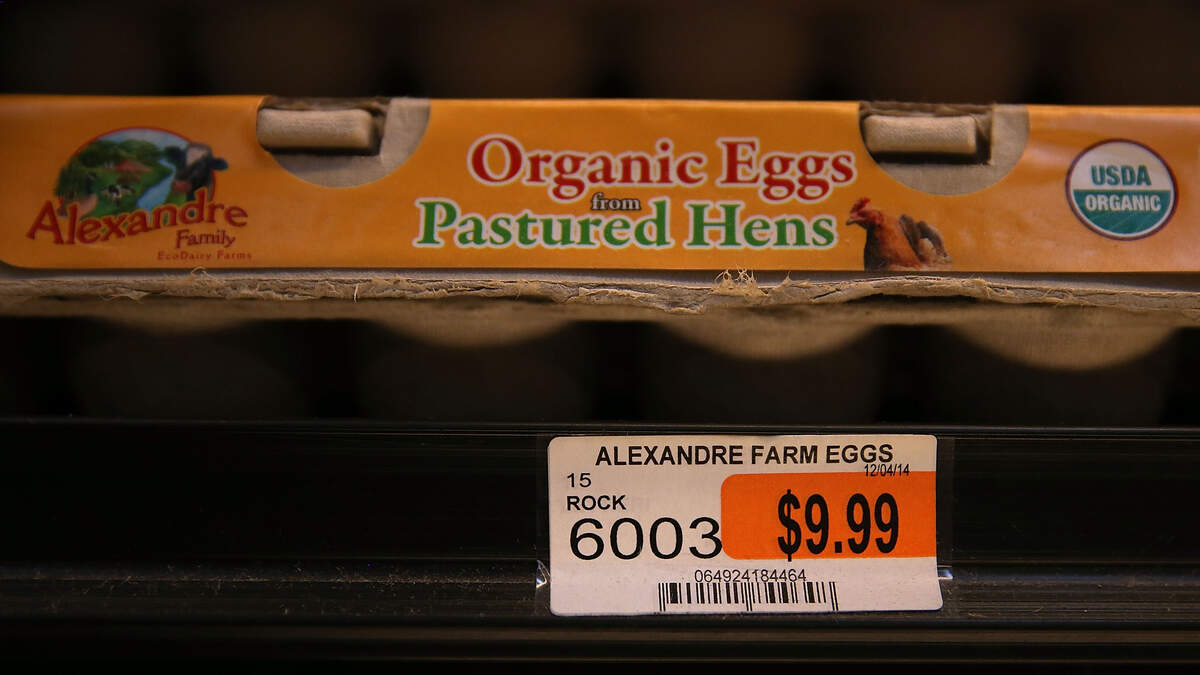 Alexandre
Family
EcoDairy Farms
Organic Eggs
from
Pastured Hens
USDA
ORGANIC
ALEXANDRE FARM EGGS
12/04/14
15
ROCK
6003
$9.99
064924184464